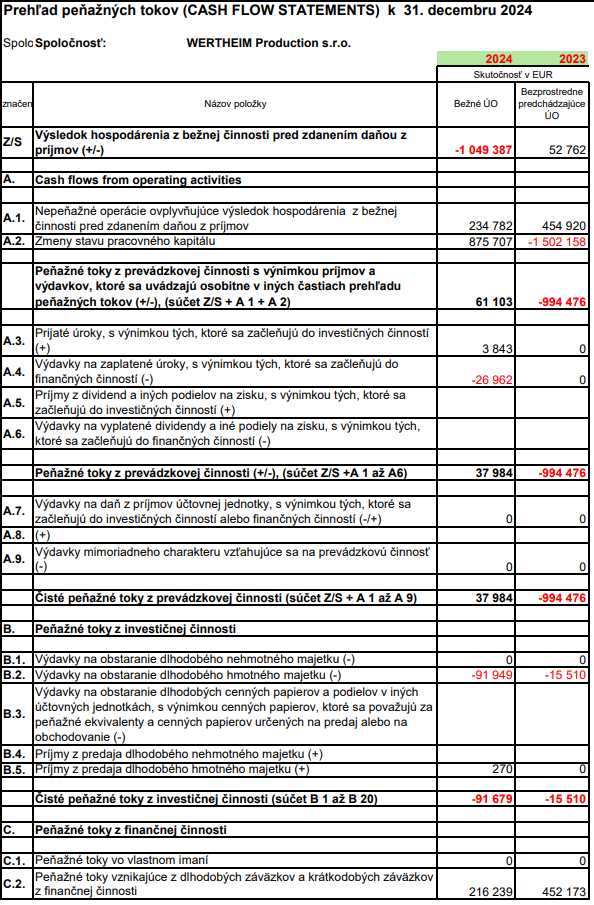 Prehľad peňažných tokov (CASH FLOW STATEMENTS) k 31. decembru 2024
Spolo Spoločnosť: WERTHEIM Production s.r.o.
2024 2023
Skutočnosť v EUR
značen Názov položky Bežné ÚO Bezprostredne
predchádzajúce
ÚO
Z/S Výsledok hospodárenia z bežnej činnosti pred zdanením daňou z
príjmov (+/-) -1 049 387 52 762
A. Cash flows from operating activities
A.1. Nepeňažné operácie ovplyvňujúce výsledok hospodárenia z bežnej
činnosti pred zdanením daňou z príjmov 234 782 454 920
A.2. Zmeny stavu pracovného kapitálu 875 707 -1 502 158
Peňažné toky z prevádzkovej činnosti s výnimkou príjmov a
výdavkov, ktoré sa uvádzajú osobitne v iných častiach prehľadu
peňažných tokov (+/-), (súčet Z/S + A 1 + A 2) 61 103 -994 476
A.3. Prijaté úroky, s výnimkou tých, ktoré sa začleňujú do investičných činností
(+) 3 843 0
A.4. Výdavky na zaplatené úroky, s výnimkou tých, ktoré sa začleňujú do
finančných činností (-) -26 962 0
A.5. Príjmy z dividend a iných podielov na zisku, s výnimkou tých, ktoré sa
začleňujú do investičných činností (+)
A.6. Výdavky na vyplatené dividendy a iné podiely na zisku, s výnimkou tých,
ktoré sa začleňujú do finančných činností (-)
Peňažné toky z prevádzkovej činnosti (+/-), (súčet Z/S +A 1 až A6) 37 984 -994 476
A.7. Výdavky na daň z príjmov účtovnej jednotky, s výnimkou tých, ktoré sa
začleňujú do investičných činností alebo finančných činností (-/+) 0 0
A.8. (+)
A.9. Výdavky mimoriadneho charakteru vzťahujúce sa na prevádzkovú činnosť
(-) 0 0
Čisté peňažné toky z prevádzkovej činnosti (súčet Z/S + A 1 až A 9) 37 984 -994 476
B. Peňažné toky z investičnej činnosti
B.1. Výdavky na obstaranie dlhodobého nehmotného majetku (-) 0 0
B.2. Výdavky na obstaranie dlhodobého hmotného majetku (-) -91 949 -15 510
B.3. Výdavky na obstaranie dlhodobých cenných papierov a podielov v iných
účtovných jednotkách, s výnimkou cenných papierov, ktoré sa považujú za
peňažné ekvivalenty a cenných papierov určených na predaj alebo na
obchodovanie (-)
B.4. Príjmy z predaja dlhodobého nehmotného majetku (+)
B.5. Príjmy z predaja dlhodobého hmotného majetku (+) 270 0
Čisté peňažné toky z investičnej činnosti (súčet B 1 až B 20) -91 679 -15 510
C. Peňažné toky z finančnej činnosti
C.1. Peňažné toky vo vlastnom imaní 0 0
C.2. Peňažné toky vznikajúce z dlhodobých záväzkov a krátkodobých záväzkov
z finančnej činnosti 216 239 452 173